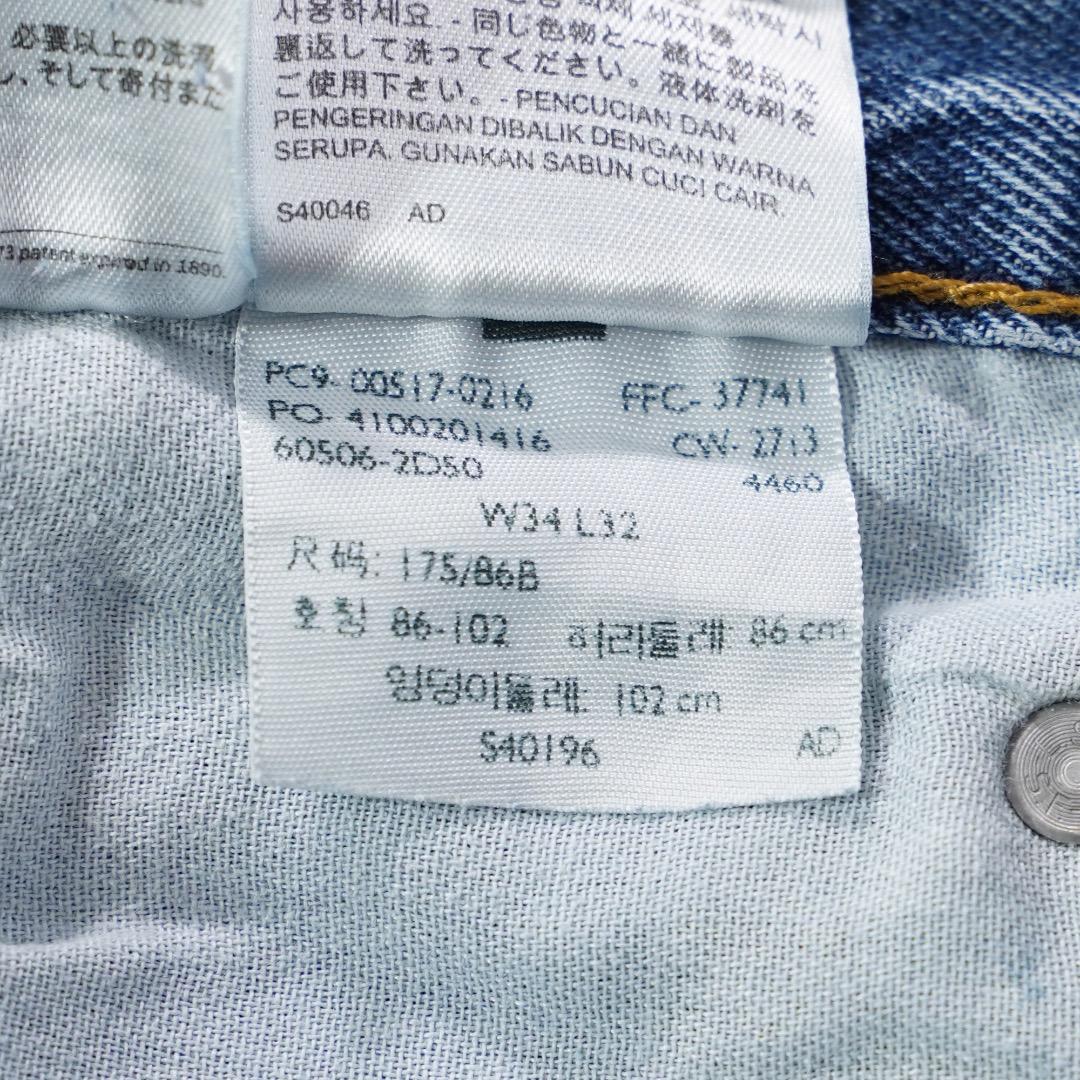 必要以上の洗濯
し、そして寄付また
73 patent expired in 1890.
사용하세요. - 同じ色物と一緒に製品を
裏返して洗ってください。液体洗剤を
ご使用下さい。- PENCUCIAN DAN
PENGERINGAN DIBALIK DENGAN WARNA
SERUPA. GUNAKAN SABUN CUCI CAIR.
S40046 AD
PC9- 00517-0216 FFC- 37741
PO- 4100201416 CW- 2713
60506-2D50 4460
W34 L32
尺码: 175/86B
호칭 86-102 허리둘레 86 cm
엉덩이둘레 102 cm
S40196 AD